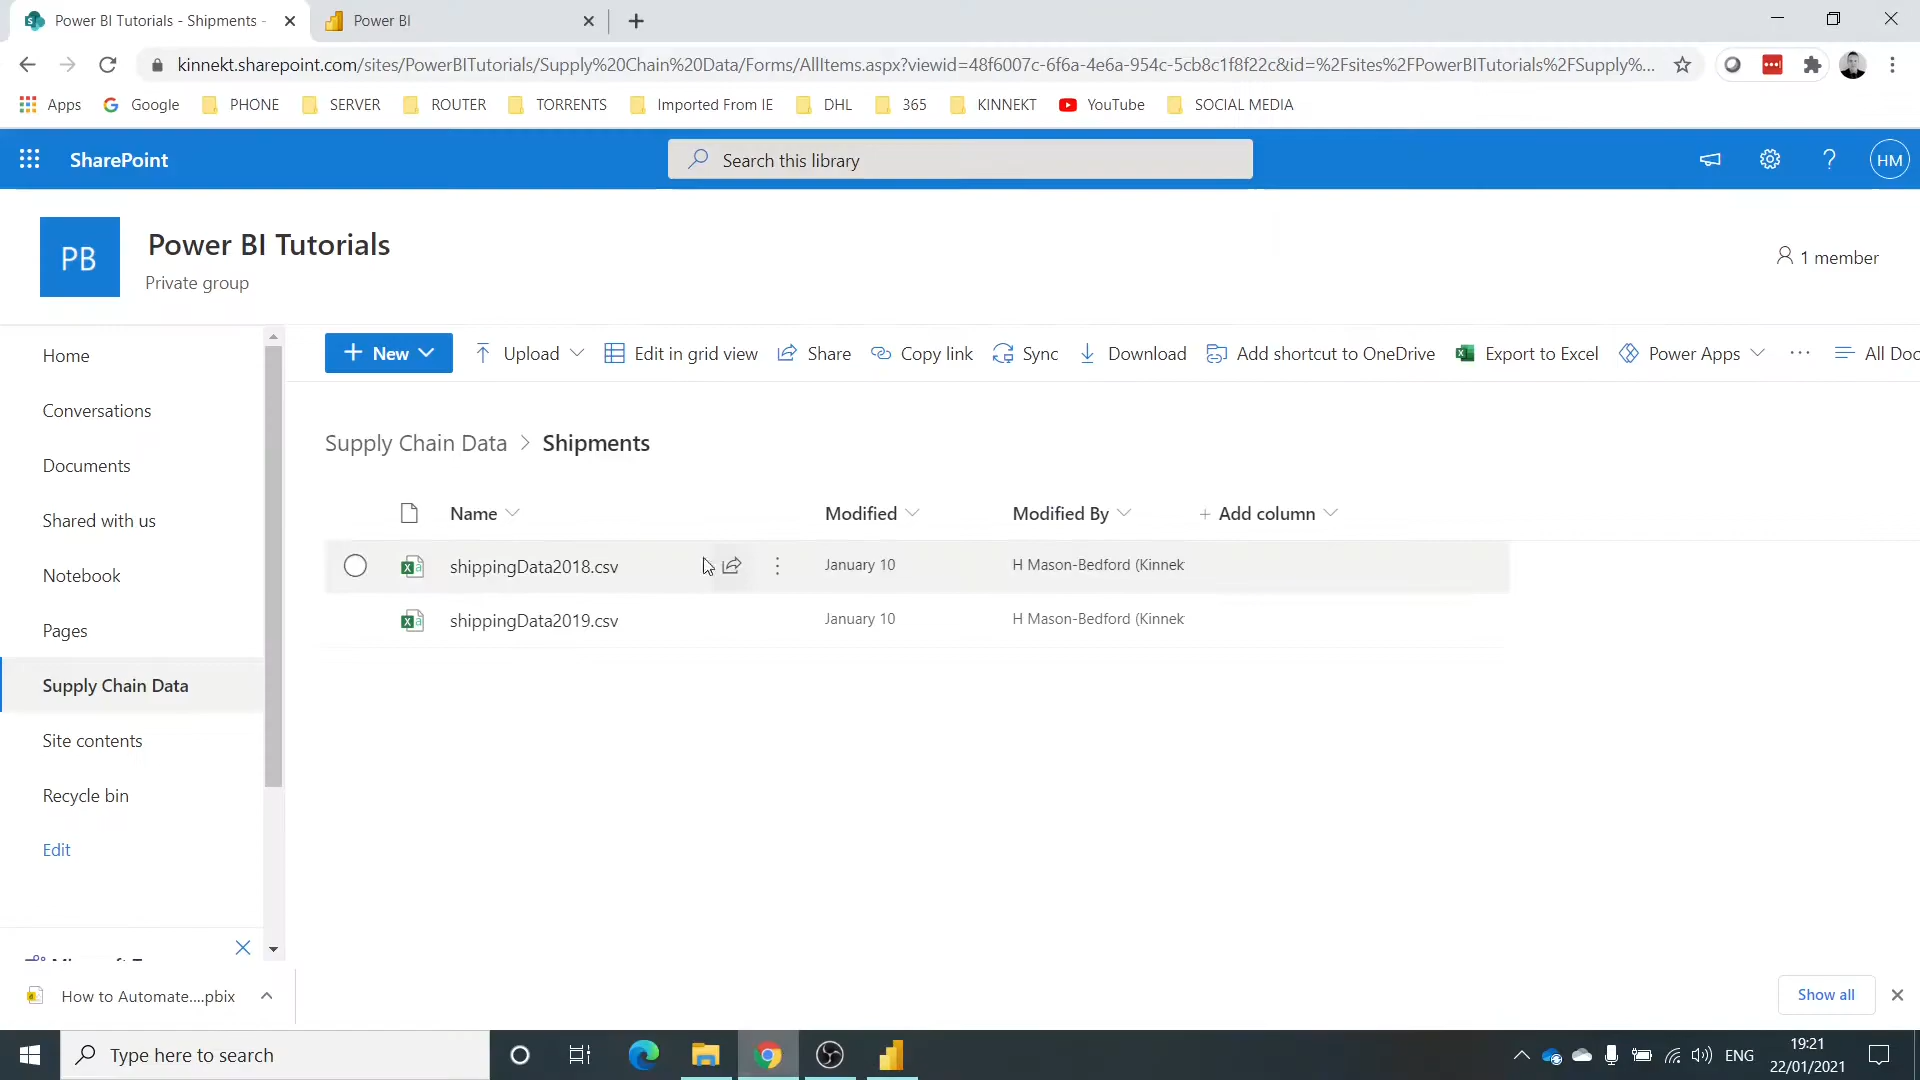 Power BI Tutorials - Shipments -
Power BI
kinnekt.sharepoint.com/sites/PowerBITutorials/Supply%20Chain%20Data/Forms/AllItems.aspx?viewid=48f6007c-6f6a-4e6a-954c-5cb8c1f8f22c&id=%2Fsites%2FPowerBITutorials%2FSupply%...
Apps Google PHONE SERVER ROUTER TORRENTS Imported From IE DHL 365 KINNEKT YouTube SOCIAL MEDIA
SharePoint
Search this library
HM
PB
Power BI Tutorials
Private group
1 member
Home
Conversations
Documents
Shared with us
Notebook
Pages
Supply Chain Data
Site contents
Recycle bin
Edit
New Upload Edit in grid view Share Copy link Sync Download Add shortcut to OneDrive Export to Excel Power Apps ... All Doc
Supply Chain Data > Shipments
Name Modified Modified By + Add column
shippingData2018.csv January 10 H Mason-Bedford (Kinnek
shippingData2019.csv January 10 H Mason-Bedford (Kinnek
How to Automate....pbix
Show all
Type here to search
ENG
19:21
22/01/2021